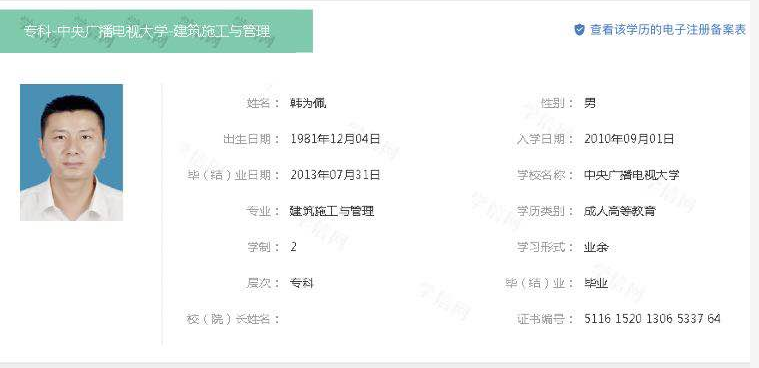 专科-中央广播电视大学-建筑施工与管理
查看该学历的电子注册备案表
姓名： 韩为佩 性别： 男
出生日期： 1981年12月04日 入学日期： 2010年09月01日
毕（结）业日期： 2013年07月31日 学校名称： 中央广播电视大学
专业： 建筑施工与管理 学历类别： 成人高等教育
学制： 2 学习形式： 业余
层次： 专科 毕（结）业： 毕业
校（院）长姓名： 证书编号： 5116 1520 1306 5337 64
学信网